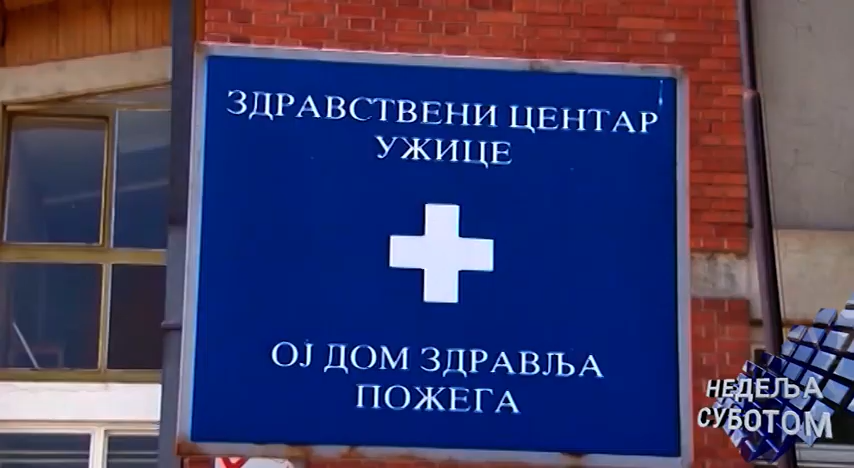 ЗДРАВСТВЕНИ ЦЕНТАР
УЖИЦЕ
ОЈ ДОМ ЗДРАВЉА
ПОЖЕГА
НЕДЕЉА
СУБОТОМ